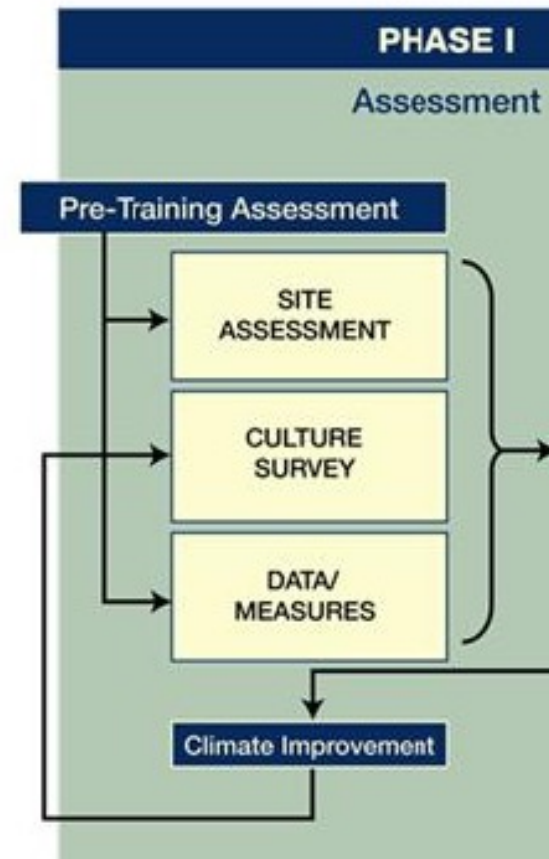 PHASE I
Assessment
Pre-Training Assessment
SITE
ASSESSMENT
CULTURE
SURVEY
DATA/
MEASURES
Climate Improvement